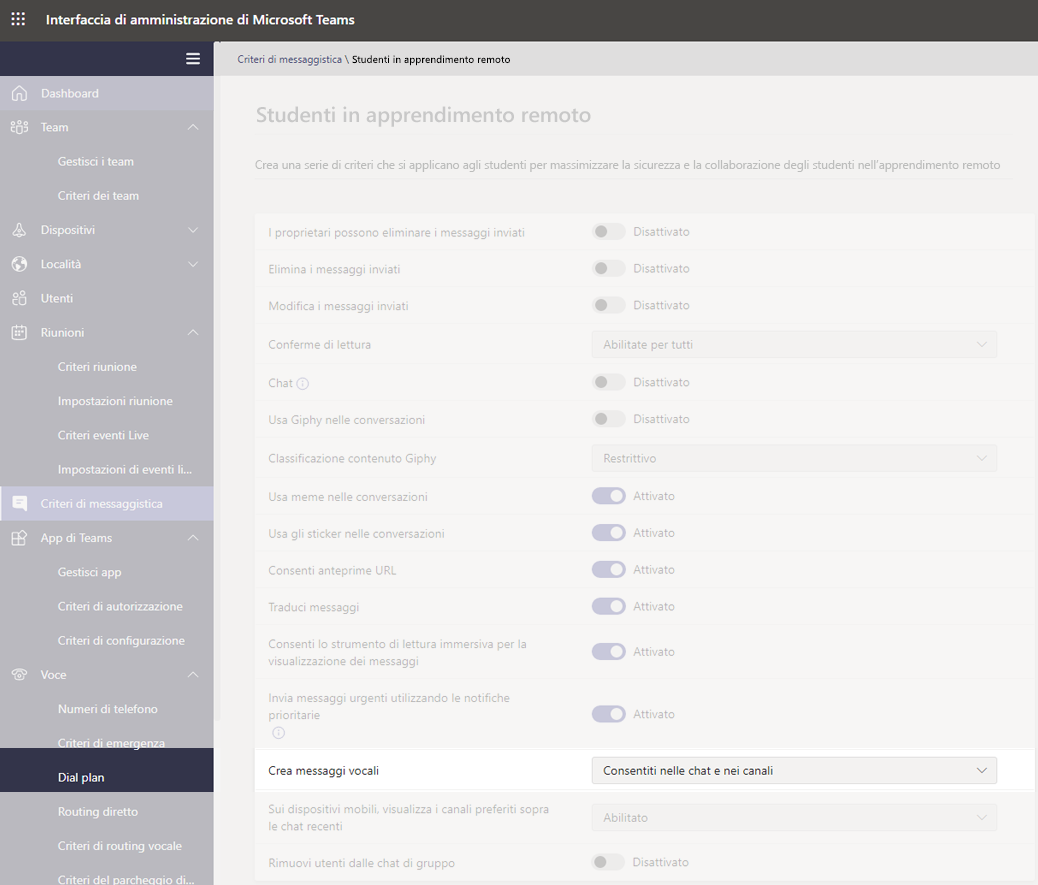 Interfaccia di amministrazione di Microsoft Teams
Criteri di messaggistica \ Studenti in apprendimento remoto
Dashboard
Team
Gestisci i team
Criteri dei team
Dispositivi
Località
Utenti
Riunioni
Criteri riunione
Impostazioni riunione
Criteri eventi Live
Impostazioni di eventi li...
Criteri di messaggistica
App di Teams
Gestisci app
Criteri di autorizzazione
Criteri di configurazione
Voce
Numeri di telefono
Criteri di emergenza
Dial plan
Routing diretto
Criteri di routing vocale
Criteri del parcheggio di...
Studenti in apprendimento remoto
Crea una serie di criteri che si applicano agli studenti per massimizzare la sicurezza e la collaborazione degli studenti nell'apprendimento remoto
I proprietari possono eliminare i messaggi inviati Disattivato
Elimina i messaggi inviati Disattivato
Modifica i messaggi inviati Disattivato
Conferme di lettura Abilitate per tutti
Chat Disattivato
Usa Giphy nelle conversazioni Disattivato
Classificazione contenuto Giphy Restrittivo
Usa meme nelle conversazioni Attivato
Usa gli sticker nelle conversazioni Attivato
Consenti anteprime URL Attivato
Traduci messaggi Attivato
Consenti lo strumento di lettura immersiva per la
visualizzazione dei messaggi Attivato
Invia messaggi urgenti utilizzando le notifiche
prioritarie Attivato
Crea messaggi vocali Consentiti nelle chat e nei canali
Sui dispositivi mobili, visualizza i canali preferiti sopra
le chat recenti Abilitato
Rimuovi utenti dalle chat di gruppo Disattivato